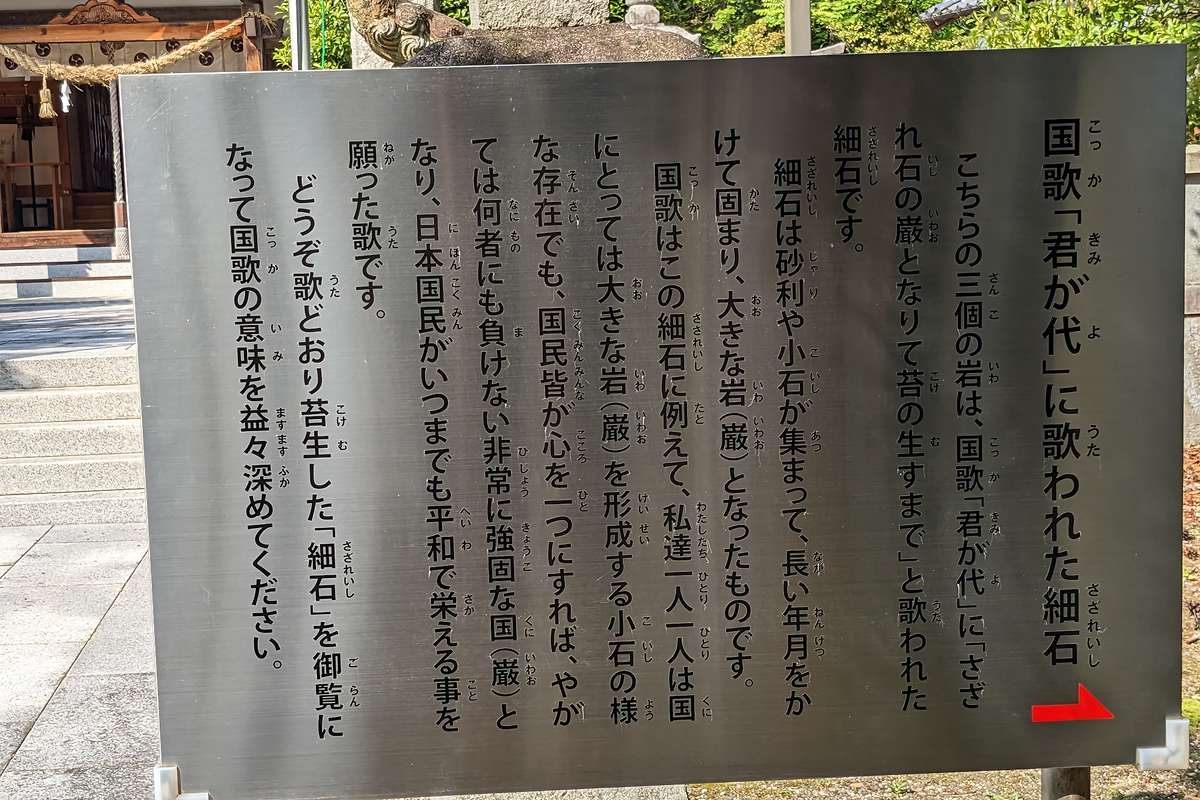 国歌「君が代」に歌われた細石
こちらの三個の岩は、国歌「君が代」に「さざ
れ石の巌となりて苔の生すまで」と歌われた
細石です。
細石は砂利や小石が集まって、長い年月をか
けて固まり、大きな岩（巌）となったものです。
国歌はこの細石に例えて、私達一人一人は国
にとっては大きな岩（巌）を形成する小石の様
な存在でも、国民皆が心を一つにすれば、やが
ては何者にも負けない非常に強固な国（巌）と
なり、日本国民がいつまでも平和で栄える事を
願った歌です。
どうぞ歌どおり苔生した「細石」を御覧に
なって国歌の意味を益々深めてください。